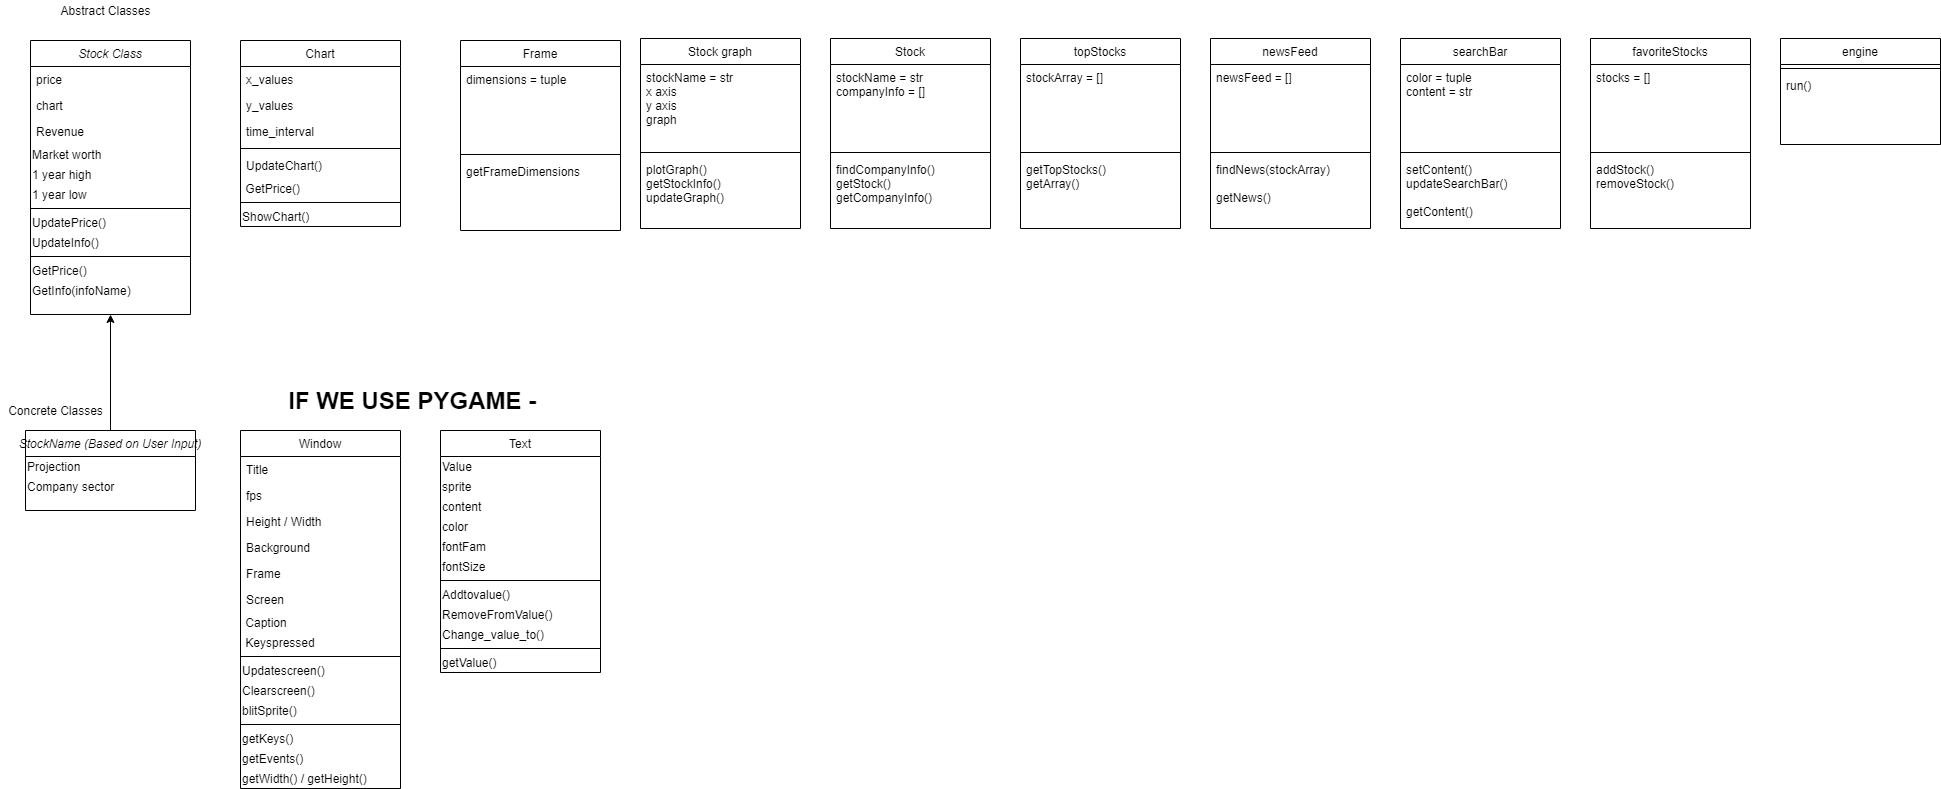 Abstract Classes
Stock Class
price
chart
Revenue
Market worth
1 year high
1 year low
UpdatePrice()
UpdateInfo()
GetPrice()
GetInfo(infoName)
Chart
x_values
y_values
time_interval
UpdateChart()
GetPrice()
ShowChart()
Frame
dimensions = tuple
getFrameDimensions
Stock graph
stockName = str
x axis
y axis
graph
plotGraph()
getStockInfo()
updateGraph()
Stock
stockName = str
companyInfo = []
findCompanyInfo()
getStock()
getCompanyInfo()
topStocks
stockArray = []
getTopStocks()
getArray()
newsFeed
newsFeed = []
findNews(stockArray)
getNews()
searchBar
color = tuple
content = str
setContent()
updateSearchBar()
getContent()
favoriteStocks
stocks = []
addStock()
removeStock()
engine
run()
Concrete Classes
StockName (Based on User Input)
Projection
Company sector
IF WE USE PYGAME -
Window
Title
fps
Height / Width
Background
Frame
Screen
Caption
Keyspressed
Updatescreen()
Clearscreen()
blitSprite()
getKeys()
getEvents()
getWidth() / getHeight()
Text
Value
sprite
content
color
fontFam
fontSize
Addtovalue()
RemoveFromValue()
Change_value_to()
getValue()